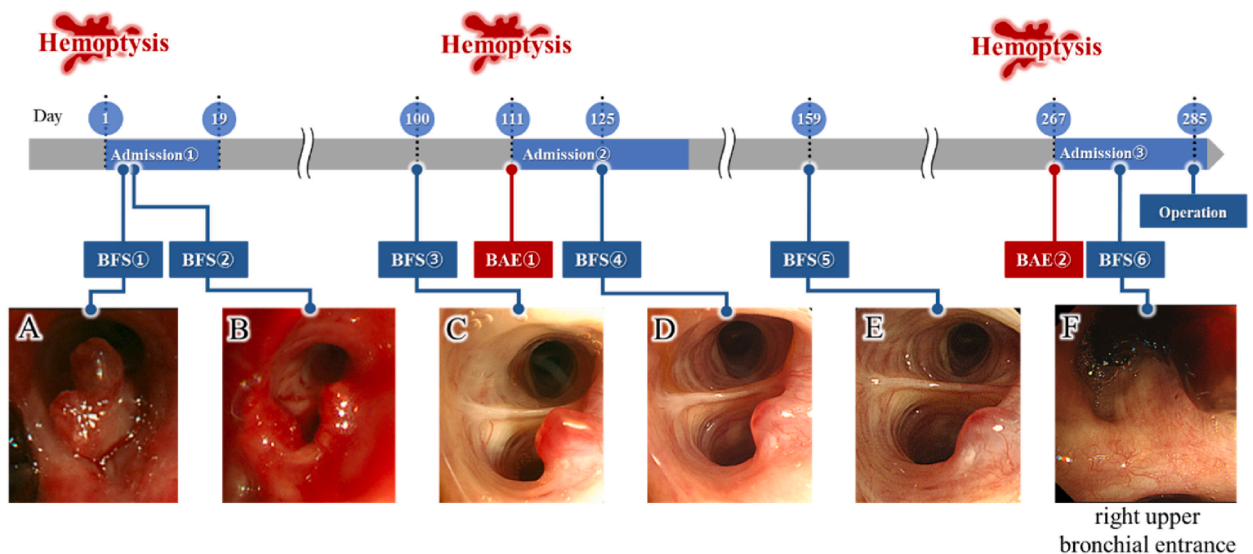 Hemoptysis
Hemoptysis
Hemoptysis
Day
1
19
100
111
125
159
267
285
Admission①
Admission②
Admission③
Operation
BFS①
BFS②
BFS③
BAE①
BFS④
BFS⑤
BAE②
BFS⑥
A
B
C
D
E
F
right upper
bronchial entrance